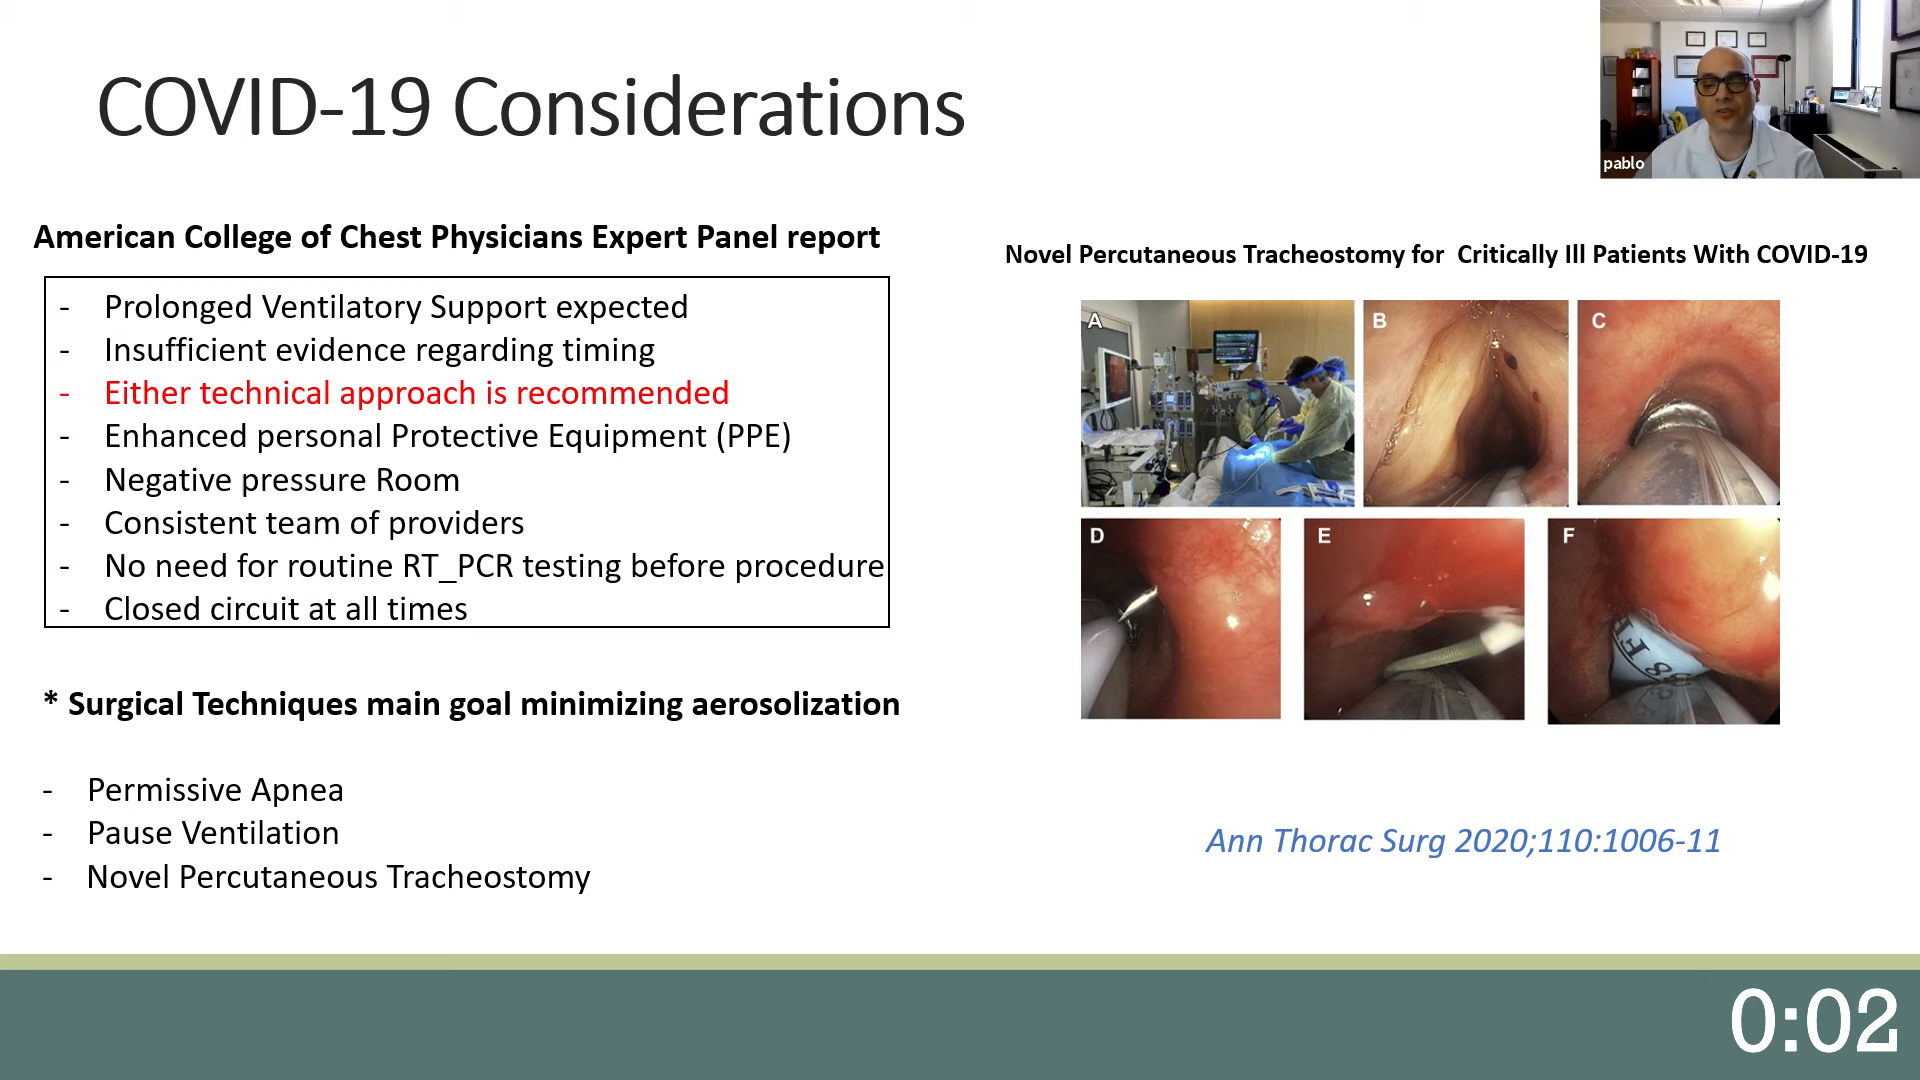 COVID-19 Considerations
pablo
American College of Chest Physicians Expert Panel report
- Prolonged Ventilatory Support expected
- Insufficient evidence regarding timing
- Either technical approach is recommended
- Enhanced personal Protective Equipment (PPE)
- Negative pressure Room
- Consistent team of providers
- No need for routine RT_PCR testing before procedure
- Closed circuit at all times
* Surgical Techniques main goal minimizing aerosolization
- Permissive Apnea
- Pause Ventilation
- Novel Percutaneous Tracheostomy
Novel Percutaneous Tracheostomy for Critically Ill Patients With COVID-19
A
B
C
D
E
F
Ann Thorac Surg 2020;110:1006-11
0:02